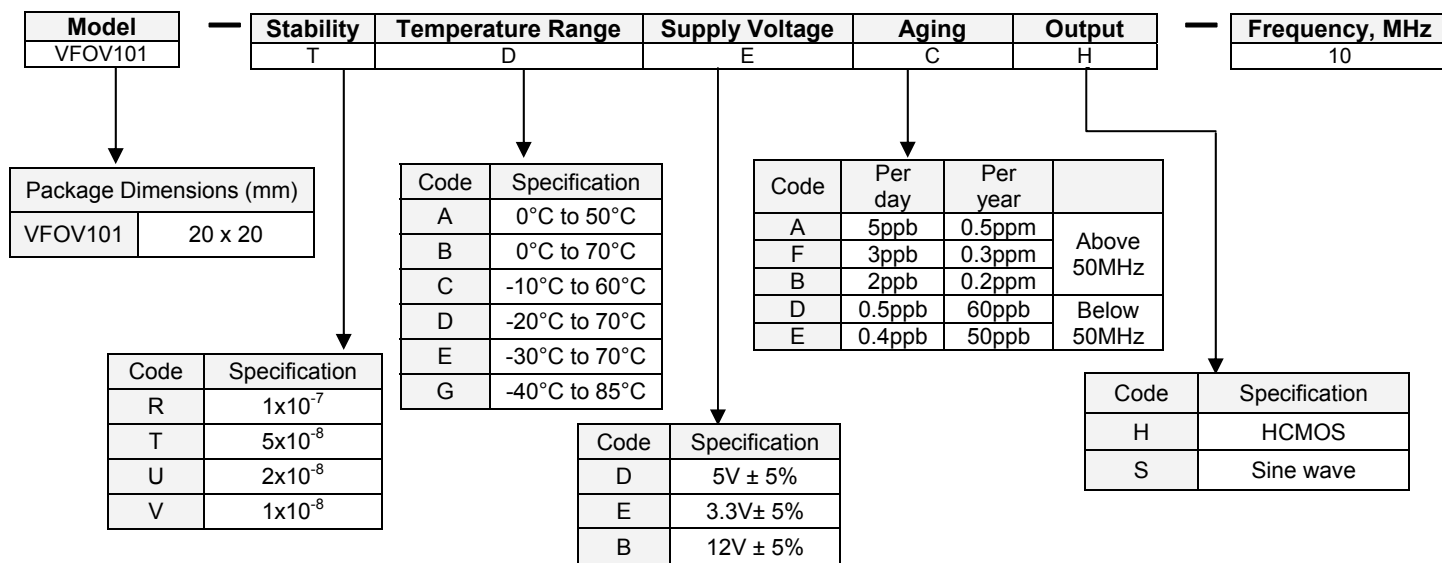 Model — Stability Temperature Range Supply Voltage Aging Output — Frequency, MHz
VFOV101 T D E C H 10
Package Dimensions (mm)
VFOV101 20 x 20
Code Specification
R 1x10⁻⁷
T 5x10⁻⁸
U 2x10⁻⁸
V 1x10⁻⁸
Code Specification
A 0°C to 50°C
B 0°C to 70°C
C -10°C to 60°C
D -20°C to 70°C
E -30°C to 70°C
G -40°C to 85°C
Code Specification
D 5V ± 5%
E 3.3V± 5%
B 12V ± 5%
Code Per day Per year
A 5ppb 0.5ppm Above 50MHz
F 3ppb 0.3ppm
B 2ppb 0.2ppm
D 0.5ppb 60ppb Below 50MHz
E 0.4ppb 50ppb
Code Specification
H HCMOS
S Sine wave